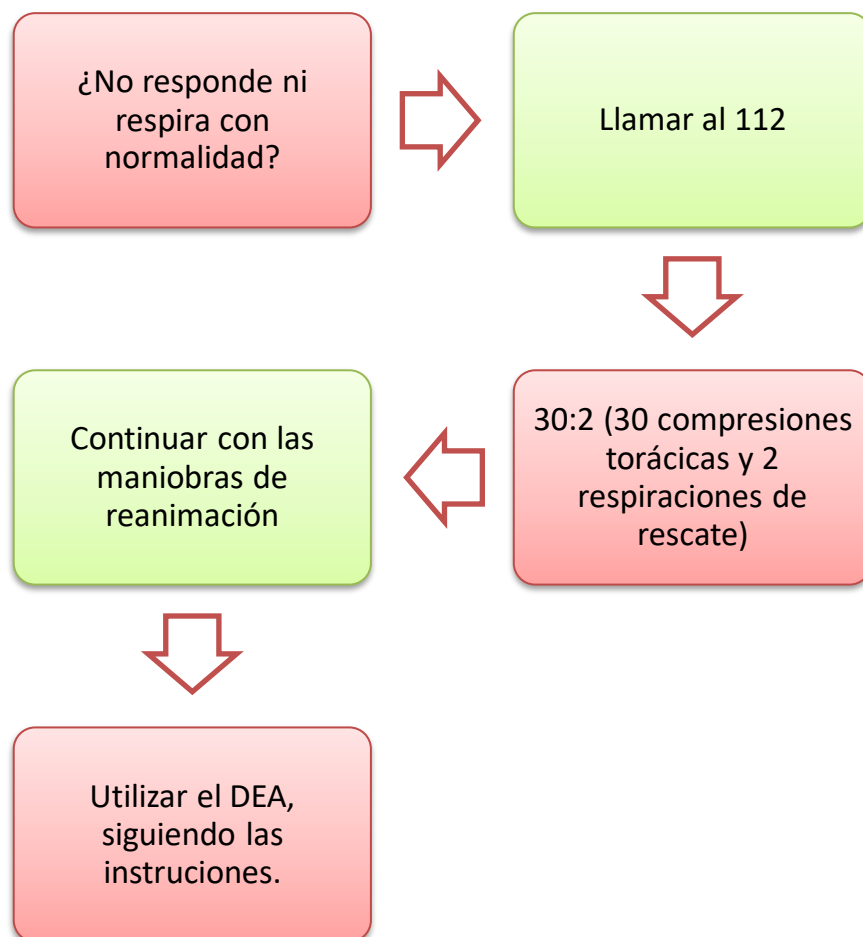 ¿No responde ni
respira con
normalidad?
Llamar al 112
30:2 (30 compresiones
torácicas y 2
respiraciones de
rescate)
Continuar con las
maniobras de
reanimación
Utilizar el DEA,
siguiendo las
instruciones.